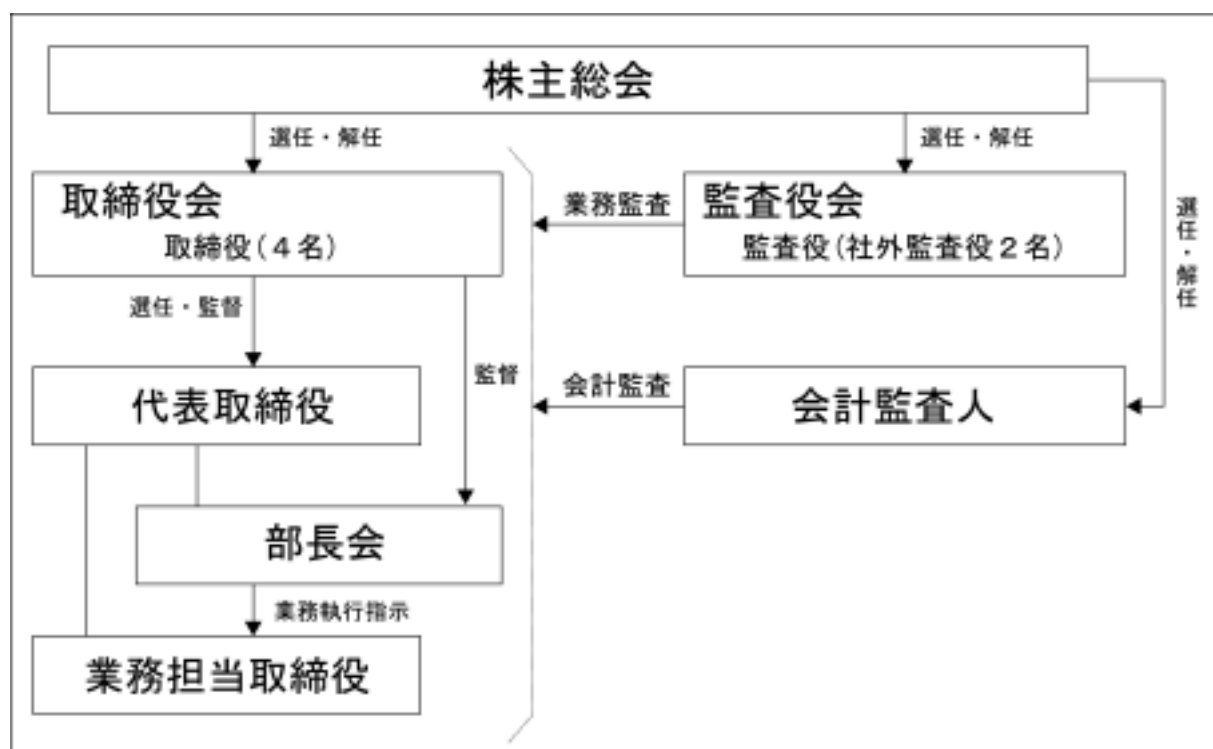 株主総会
選任・解任
選任・解任
取締役会
取締役(4名)
業務監査
監査役会
監査役(社外監査役2名)
選任・解任
選任・監督
監督
代表取締役
会計監査
会計監査人
部長会
業務執行指示
業務担当取締役